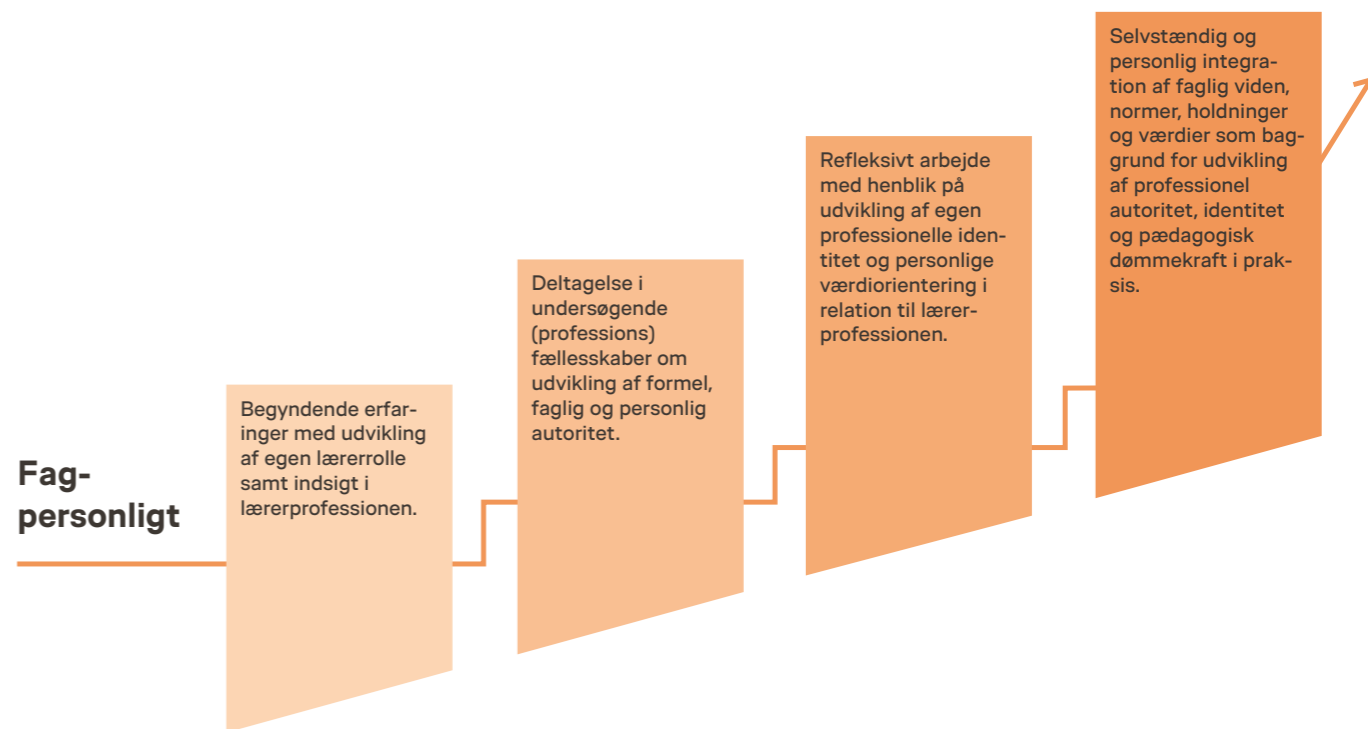 Fag-
personligt
Begyndende erfar-
inger med udvikling
af egen lærerrolle
samt indsigt i
lærerprofessionen.
Deltagelse i
undersøgende
(professions)
fællesskaber om
udvikling af formel,
faglig og personlig
autoritet.
Refleksivt arbejde
med henblik på
udvikling af egen
professionelle iden-
titet og personlige
værdiorientering i
relation til lærer-
professionen.
Selvstændig og
personlig integra-
tion af faglig viden,
normer, holdninger
og værdier som bag-
grund for udvikling
af professionel
autoritet, identitet
og pædagogisk
dømmekraft i prak-
sis.